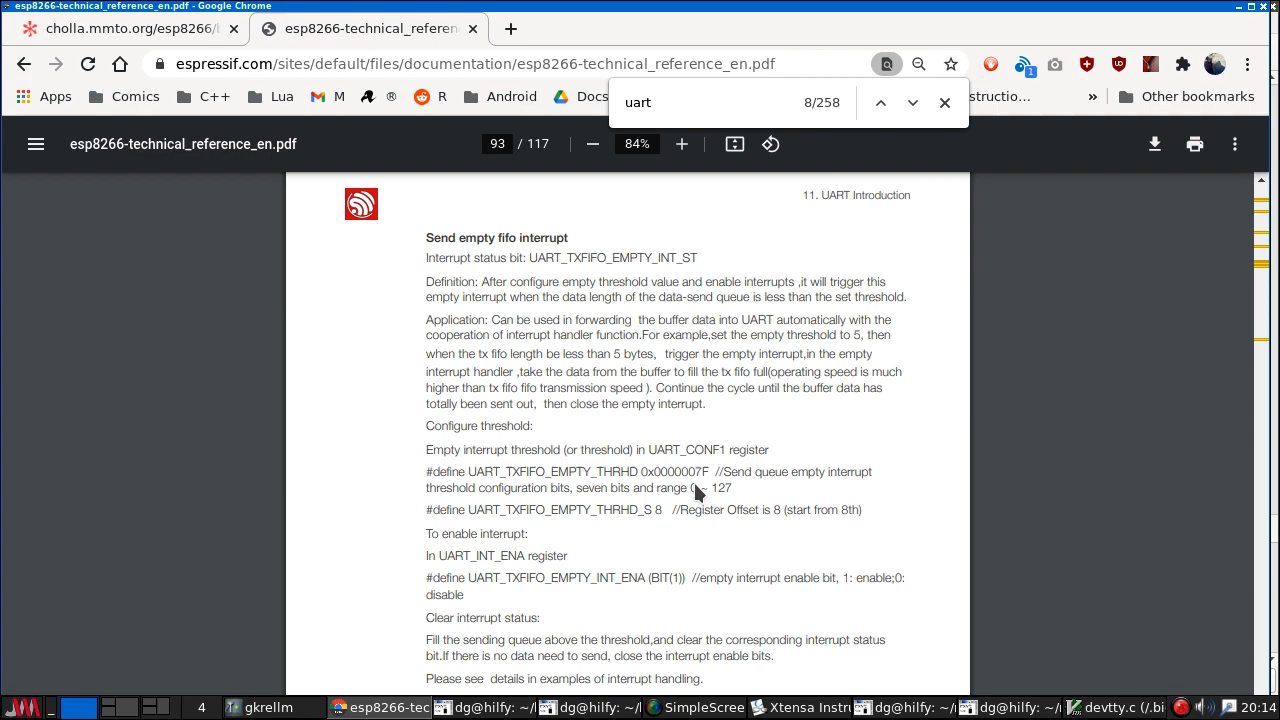 esp8266-technical_reference_en.pdf - Google Chrome
cholla.mmto.org/esp8266/
esp8266-technical_referen
espressif.com/sites/default/files/documentation/esp8266-technical_reference_en.pdf
1
Apps
Comics
C++
Lua
M
®
R
Android
Docs
»
Other bookmarks
uart
8/258
esp8266-technical_reference_en.pdf
93 / 117
84%
11. UART Introduction
Send empty fifo interrupt
Interrupt status bit: UART_TXFIFO_EMPTY_INT_ST
Definition: After configure empty threshold value and enable interrupts ,it will trigger this
empty interrupt when the data length of the data-send queue is less than the set threshold.
Application: Can be used in forwarding the buffer data into UART automatically with the
cooperation of interrupt handler function.For example,set the empty threshold to 5, then
when the tx fifo length be less than 5 bytes, trigger the empty interrupt,in the empty
interrupt handler ,take the data from the buffer to fill the tx fifo full(operating speed is much
higher than tx fifo fifo transmission speed ). Continue the cycle until the buffer data has
totally been sent out, then close the empty interrupt.
Configure threshold:
Empty interrupt threshold (or threshold) in UART_CONF1 register
#define UART_TXFIFO_EMPTY_THRHD 0x0000007F //Send queue empty interrupt
threshold configuration bits, seven bits and range 0 ~ 127
#define UART_TXFIFO_EMPTY_THRHD_S 8 //Register Offset is 8 (start from 8th)
To enable interrupt:
In UART_INT_ENA register
#define UART_TXFIFO_EMPTY_INT_ENA (BIT(1)) //empty interrupt enable bit, 1: enable;0:
disable
Clear interrupt status:
Fill the sending queue above the threshold,and clear the corresponding interrupt status
bit.If there is no data need to send, close the interrupt enable bits.
Please see details in examples of interrupt handling.
4
gkrellm
esp8266-tec
dg@hilfy: ~/
dg@hilfy: ~/
SimpleScree
Xtensa Instru
dg@hilfy: ~/
dg@hilfy: ~/
devtty.c (/.bi
20:14